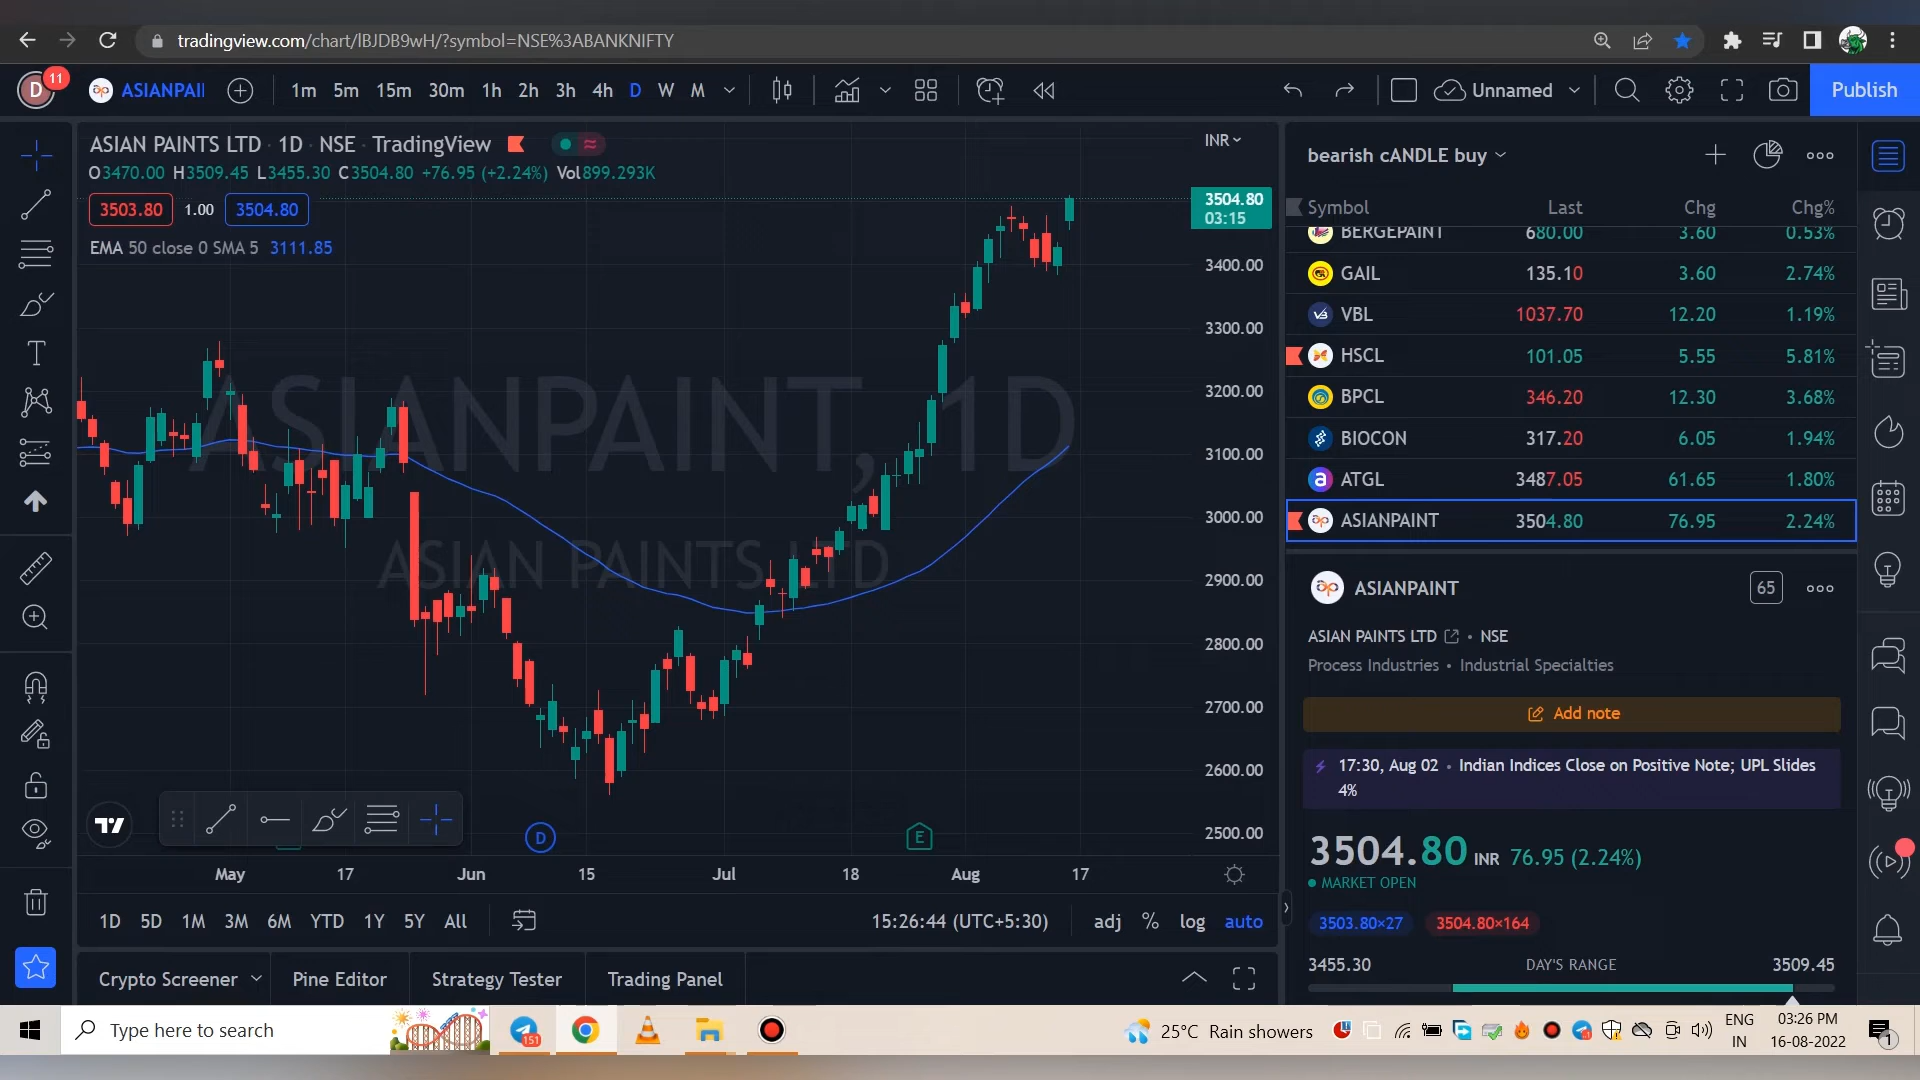 tradingview.com/chart/lBJDB9wH/?symbol=NSE%3ABANKNIFTY
D 11 ASIANPAI 1m 5m 15m 30m 1h 2h 3h 4h D W M Unnamed Publish
ASIAN PAINTS LTD · 1D · NSE · TradingView
O3470.00 H3509.45 L3455.30 C3504.80 +76.95 (+2.24%) Vol899.293K
3503.80 1.00 3504.80
EMA 50 close 0 SMA 5 3111.85
INR
3504.80
03:15
3400.00
3300.00
3200.00
3100.00
3000.00
2900.00
2800.00
2700.00
2600.00
2500.00
ASIANPAINT, 1D
ASIAN PAINTS LTD
D E
May 17 Jun 15 Jul 18 Aug 17
1D 5D 1M 3M 6M YTD 1Y 5Y All 15:26:44 (UTC+5:30) adj % log auto
Crypto Screener Pine Editor Strategy Tester Trading Panel
bearish cANDLE buy
Symbol Last Chg Chg%
BERGEPAINT 680.00 3.60 0.53%
GAIL 135.10 3.60 2.74%
VBL 1037.70 12.20 1.19%
HSCL 101.05 5.55 5.81%
BPCL 346.20 12.30 3.68%
BIOCON 317.20 6.05 1.94%
ATGL 3487.05 61.65 1.80%
ASIANPAINT 3504.80 76.95 2.24%
ASIANPAINT 65
ASIAN PAINTS LTD • NSE
Process Industries • Industrial Specialties
Add note
17:30, Aug 02 • Indian Indices Close on Positive Note; UPL Slides
4%
3504.80 INR 76.95 (2.24%)
MARKET OPEN
3503.80×27 3504.80×164
3455.30 DAY'S RANGE 3509.45
Type here to search 151 25°C Rain showers ENG 03:26 PM
IN 16-08-2022 1